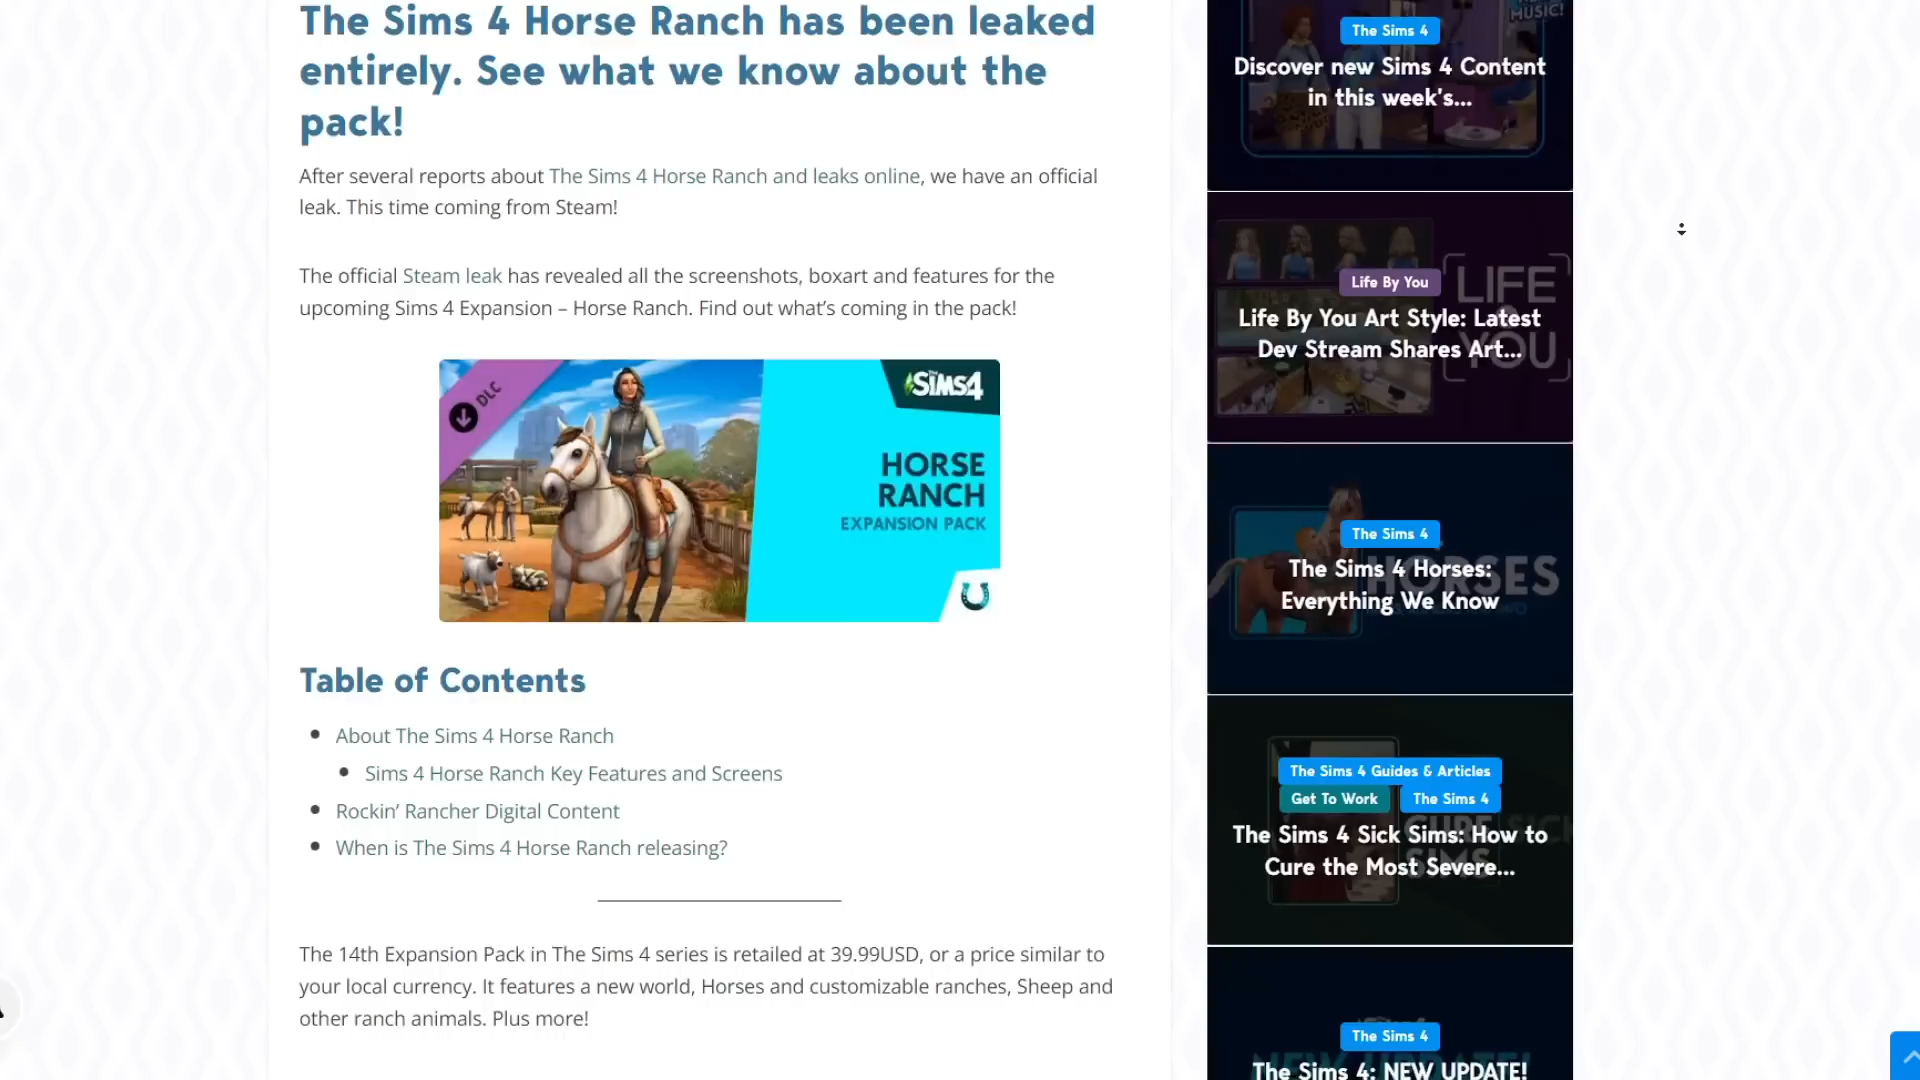 The Sims 4 Horse Ranch has been leaked
entirely. See what we know about the
pack!
After several reports about The Sims 4 Horse Ranch and leaks online, we have an official
leak. This time coming from Steam!
The official Steam leak has revealed all the screenshots, boxart and features for the
upcoming Sims 4 Expansion – Horse Ranch. Find out what’s coming in the pack!
DLC
THE SiMS4
HORSE
RANCH
EXPANSION PACK
Table of Contents
About The Sims 4 Horse Ranch
Sims 4 Horse Ranch Key Features and Screens
Rockin’ Rancher Digital Content
When is The Sims 4 Horse Ranch releasing?
The 14th Expansion Pack in The Sims 4 series is retailed at 39.99USD, or a price similar to
your local currency. It features a new world, Horses and customizable ranches, Sheep and
other ranch animals. Plus more!
MUSIC!
The Sims 4
Discover new Sims 4 Content
in this week’s...
LIFE
YOU
Life By You
Life By You Art Style: Latest
Dev Stream Shares Art...
HORSES
The Sims 4
The Sims 4 Horses:
Everything We Know
The Sims 4 Guides & Articles
Get To Work
The Sims 4
CURE SICK
SIMS
The Sims 4 Sick Sims: How to
Cure the Most Severe...
The Sims 4
NEW UPDATE!
The Sims 4: NEW UPDATE!